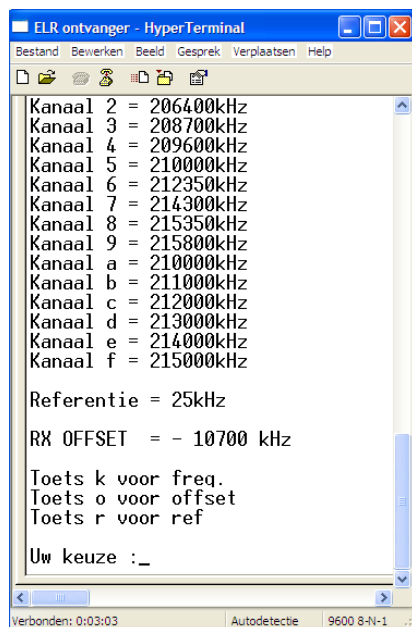 ELR ontvanger - HyperTerminal
Bestand Bewerken Beeld Gesprek Verplaatsen Help
Kanaal 2 = 206400kHz
Kanaal 3 = 208700kHz
Kanaal 4 = 209600kHz
Kanaal 5 = 210000kHz
Kanaal 6 = 212350kHz
Kanaal 7 = 214300kHz
Kanaal 8 = 215350kHz
Kanaal 9 = 215800kHz
Kanaal a = 210000kHz
Kanaal b = 211000kHz
Kanaal c = 212000kHz
Kanaal d = 213000kHz
Kanaal e = 214000kHz
Kanaal f = 215000kHz
Referentie = 25kHz
RX OFFSET = - 10700 kHz
Toets k voor freq.
Toets o voor offset
Toets r voor ref
Uw keuze :_
Verbonden: 0:03:03 Autodetectie 9600 8-N-1